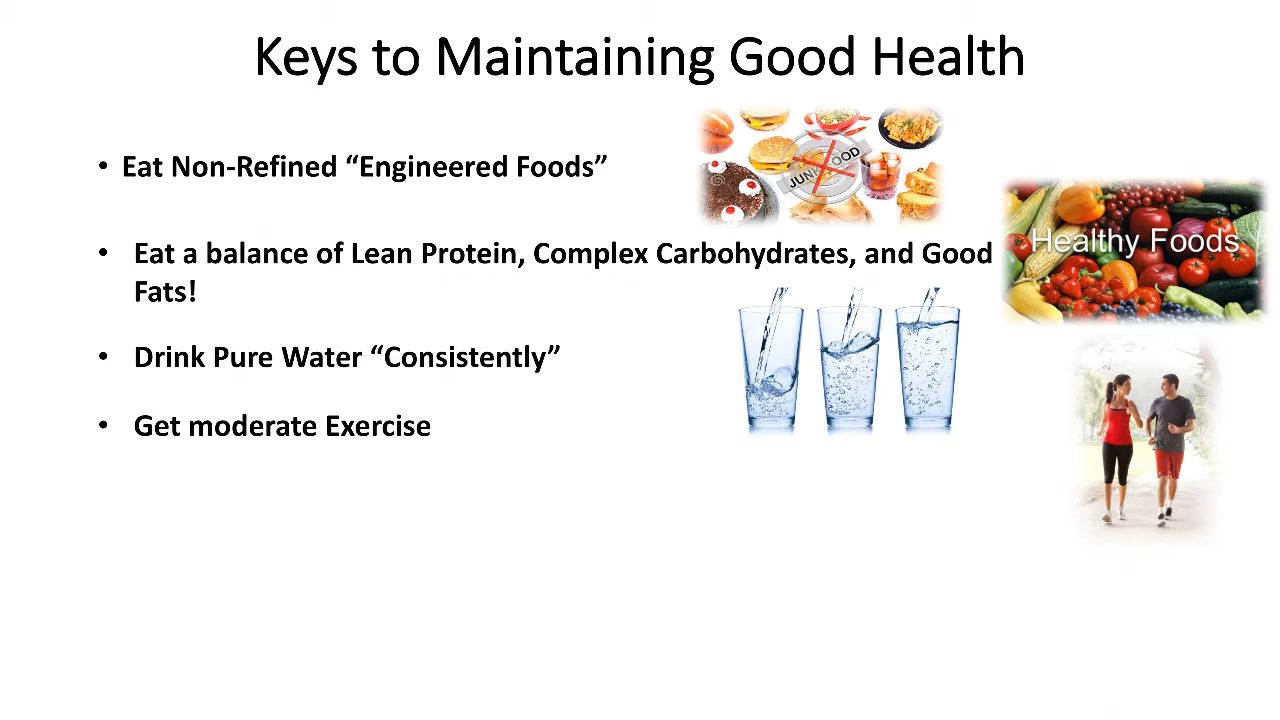 Keys to Maintaining Good Health
• Eat Non-Refined “Engineered Foods”
JUNK FOOD
• Eat a balance of Lean Protein, Complex Carbohydrates, and Good
Fats!
Healthy Foods
• Drink Pure Water “Consistently”
• Get moderate Exercise